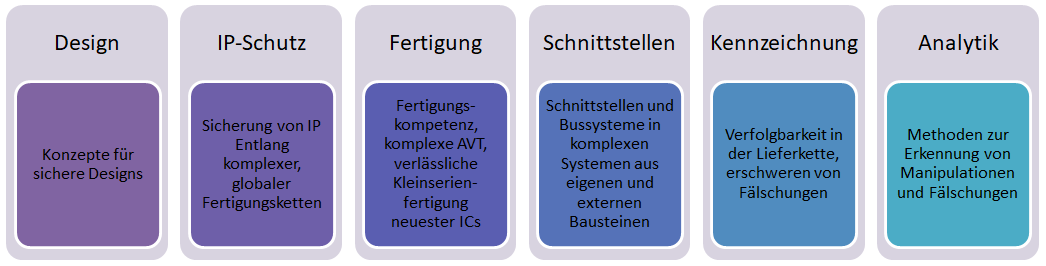 Design
Konzepte für
sichere Designs
IP-Schutz
Sicherung von IP
Entlang
komplexer,
globaler
Fertigungsketten
Fertigung
Fertigungs-
kompetenz,
komplexe AVT,
verlässliche
Kleinserien-
fertigung
neuester ICs
Schnittstellen
Schnittstellen und
Bussysteme in
komplexen
Systemen aus
eigenen und
externen
Bausteinen
Kennzeichnung
Verfolgbarkeit in
der Lieferkette,
erschweren von
Fälschungen
Analytik
Methoden zur
Erkennung von
Manipulationen
und Fälschungen